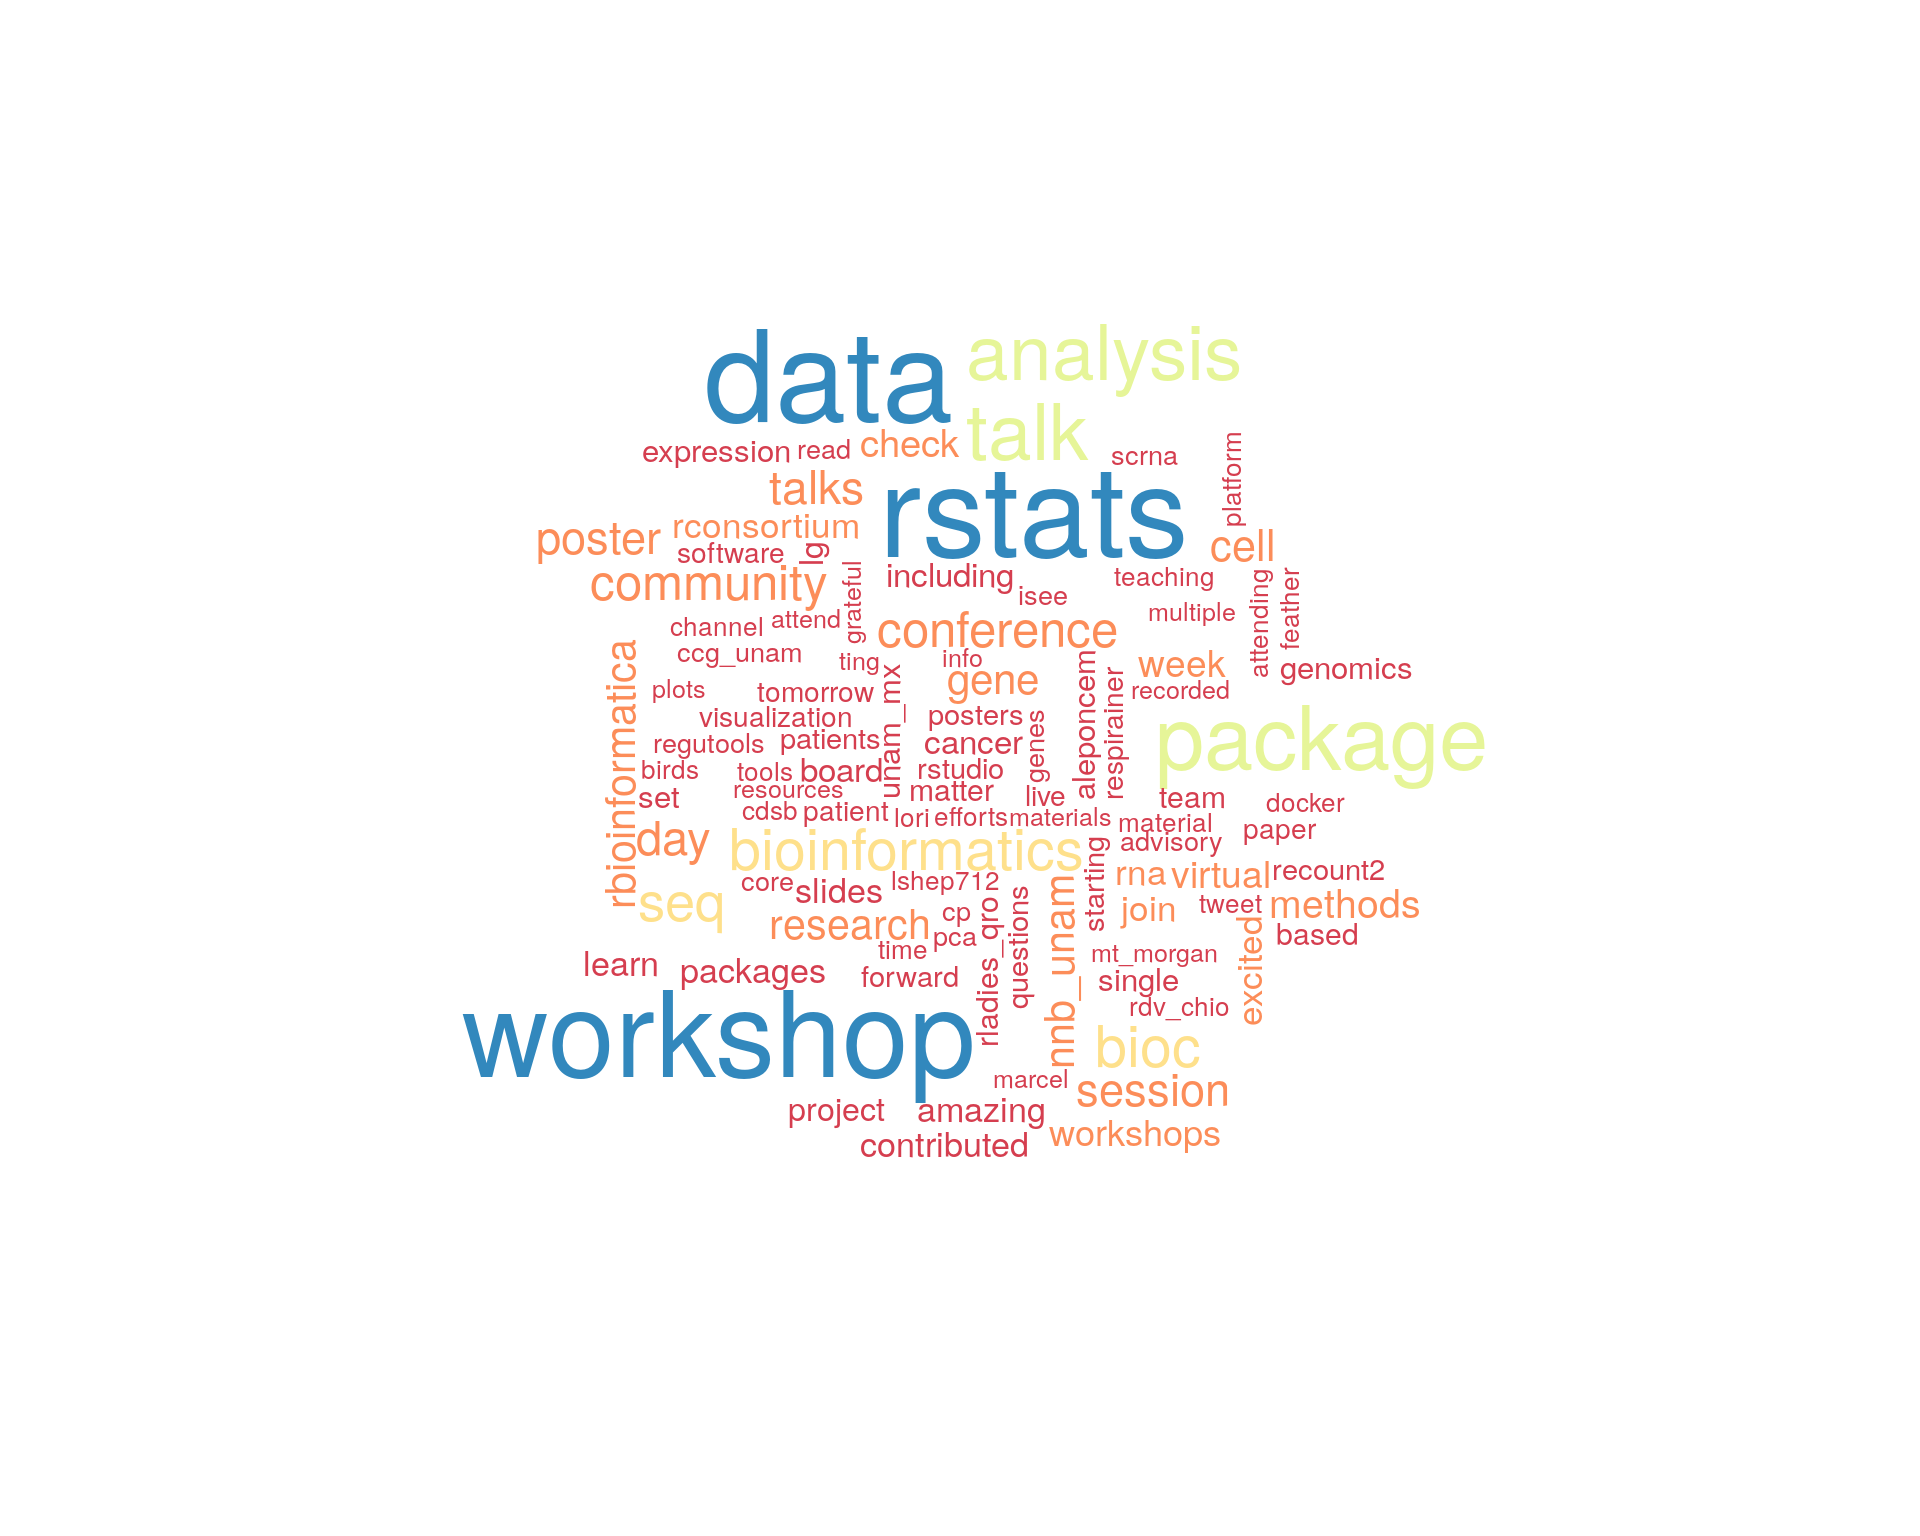 data
analysis
talk
expression
read
check
scrna
platform
talks
rstats
rconsortium
poster
software
lg
cell
community
grateful
including
isee
teaching
attending
feather
multiple
channel
attend
conference
ccg_unam
ting
info
week
genomics
rbioinformatica
plots
tomorrow
unam_mx
gene
aleponcem
respirainer
recorded
visualization
posters
genes
package
regutools
patients
cancer
birds
tools
board
rstudio
set
resources
matter
live
team
docker
cdsb
patient
lori
efforts
materials
material
paper
day
bioinformatics
starting
advisory
core
slides
lshep712
rna
virtual
recount2
seq
research
cp
rladies_qro
questions
nnb_unam
join
tweet
methods
time
pca
excited
based
learn
packages
forward
mt_morgan
single
rdv_chio
workshop
bioc
marcel
session
project
amazing
workshops
contributed